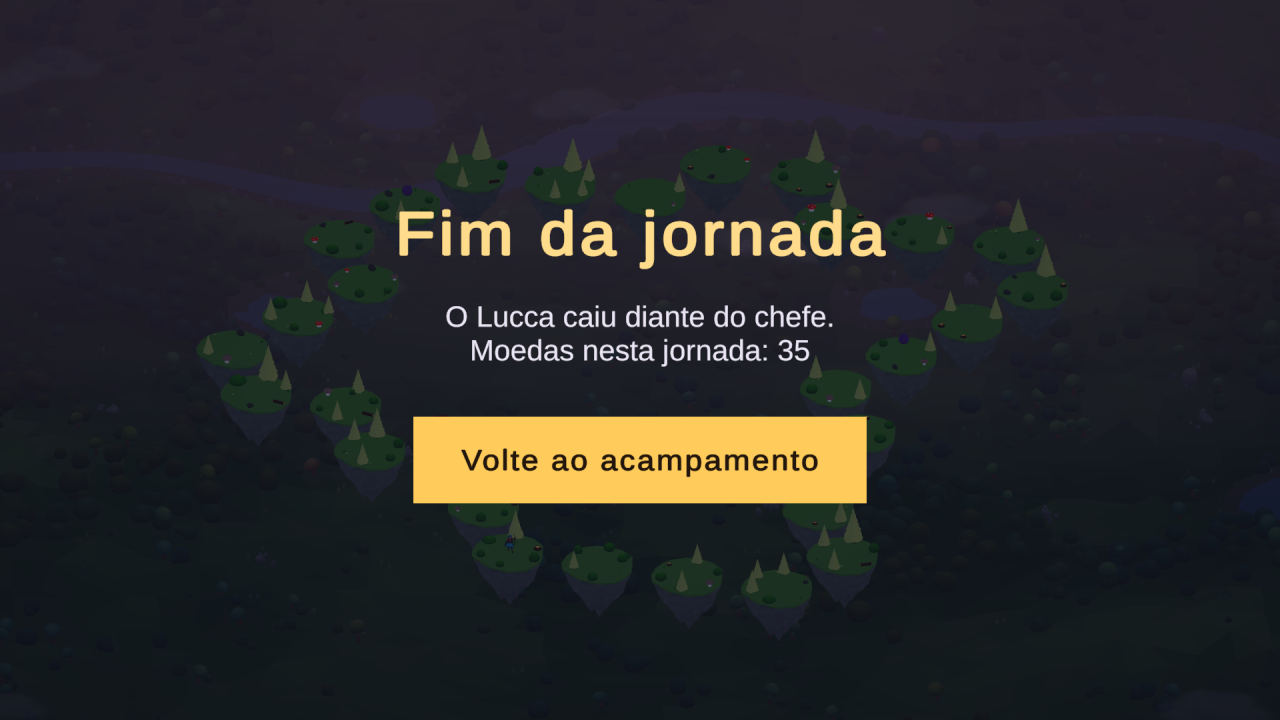 Fim da jornada
O Lucca caiu diante do chefe.
Moedas nesta jornada: 35
Volte ao acampamento